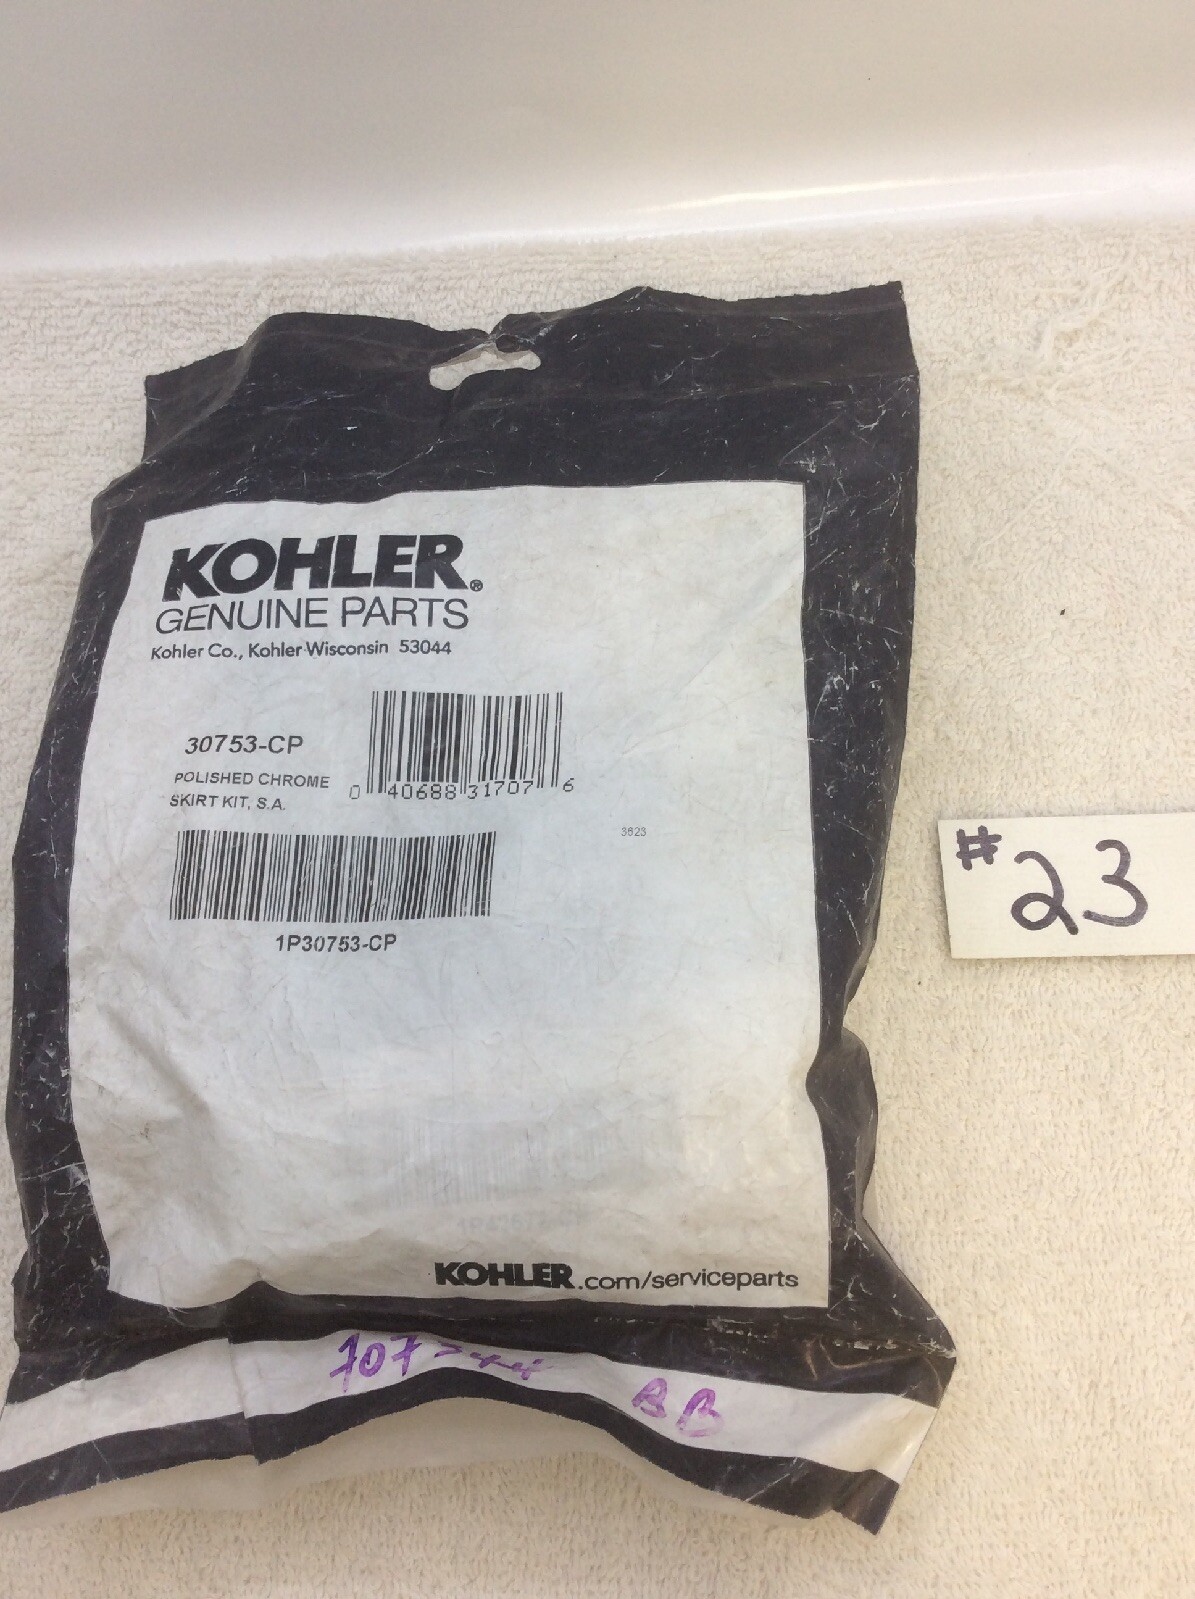 KOHLER®
GENUINE PARTS
Kohler Co., Kohler Wisconsin 53044
30753-CP
POLISHED CHROME
SKIRT KIT, S.A.
0 40688 31707 6
3623
1P30753-CP
# 23
KOHLER.com/serviceparts
707
BB